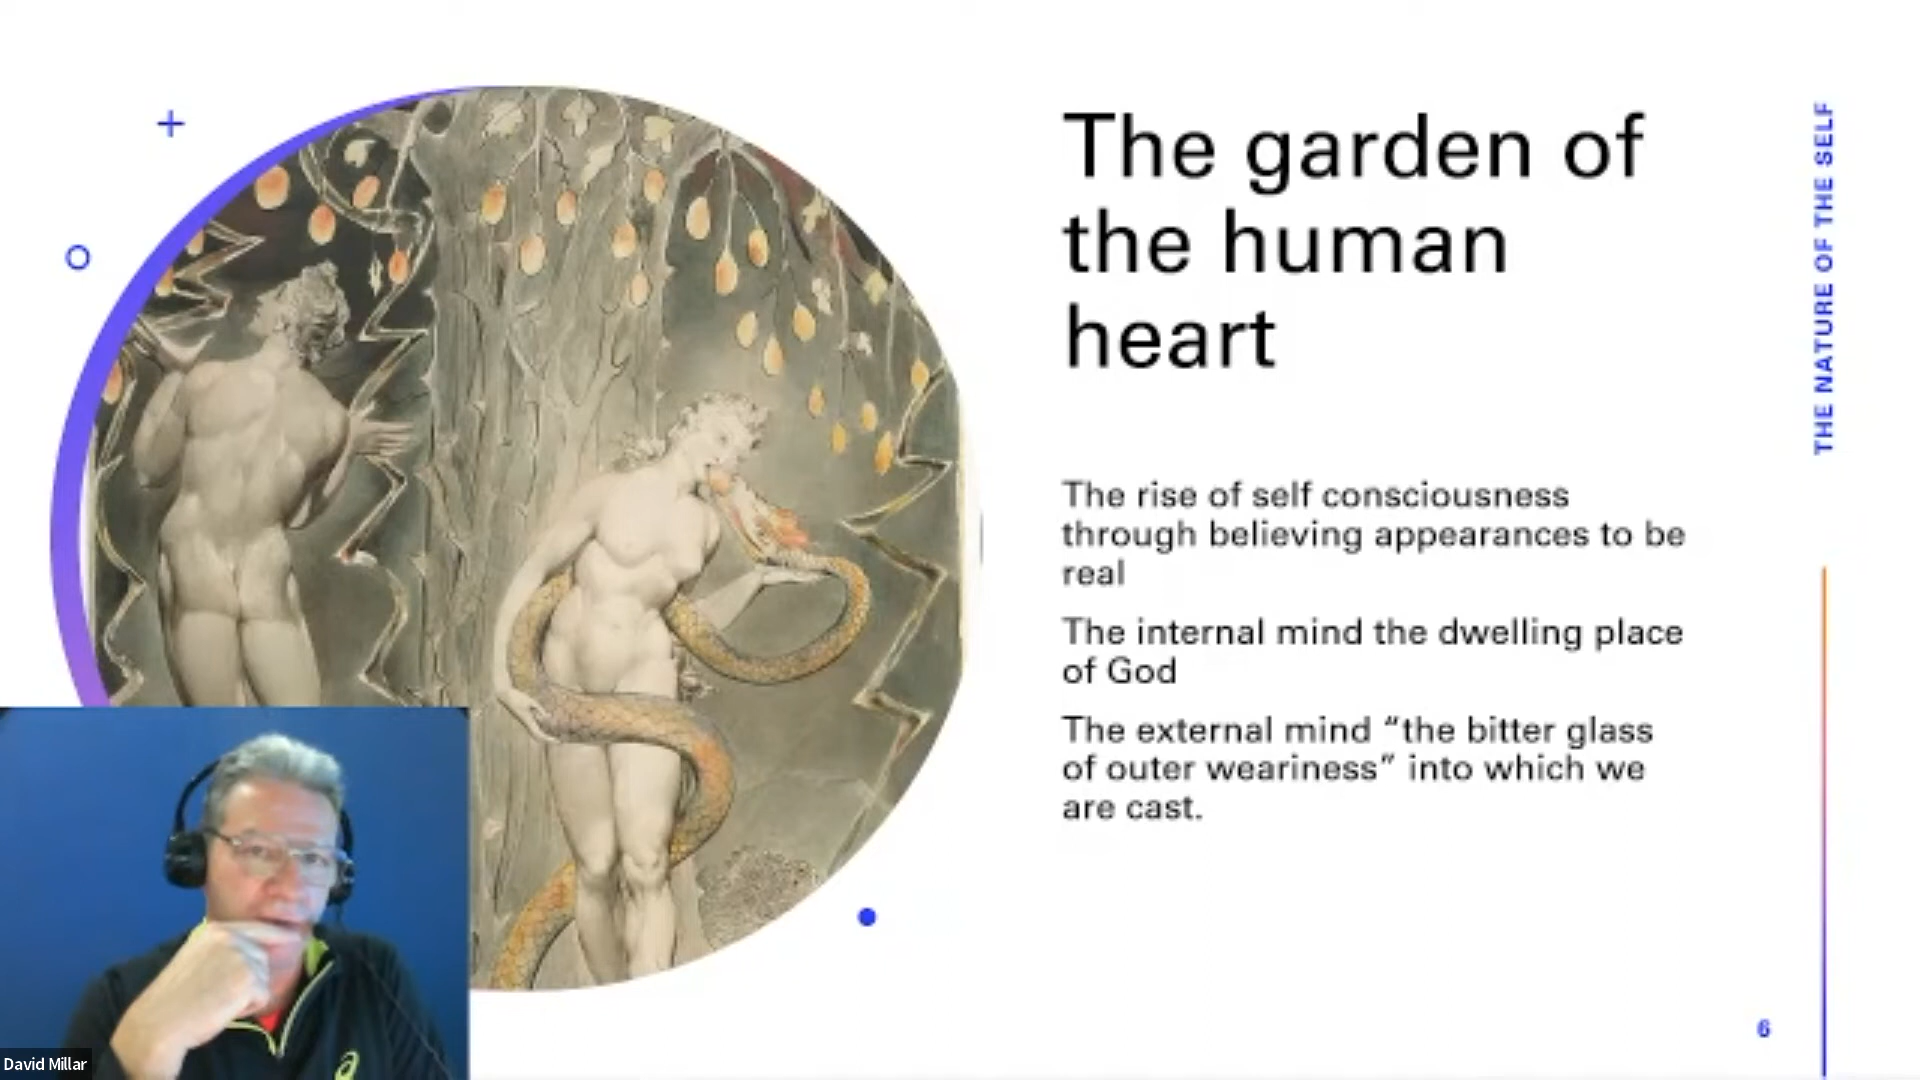 The garden of
the human
heart
The rise of self consciousness
through believing appearances to be
real
The internal mind the dwelling place
of God
The external mind “the bitter glass
of outer weariness” into which we
are cast.
THE NATURE OF THE SELF
6
David Millar